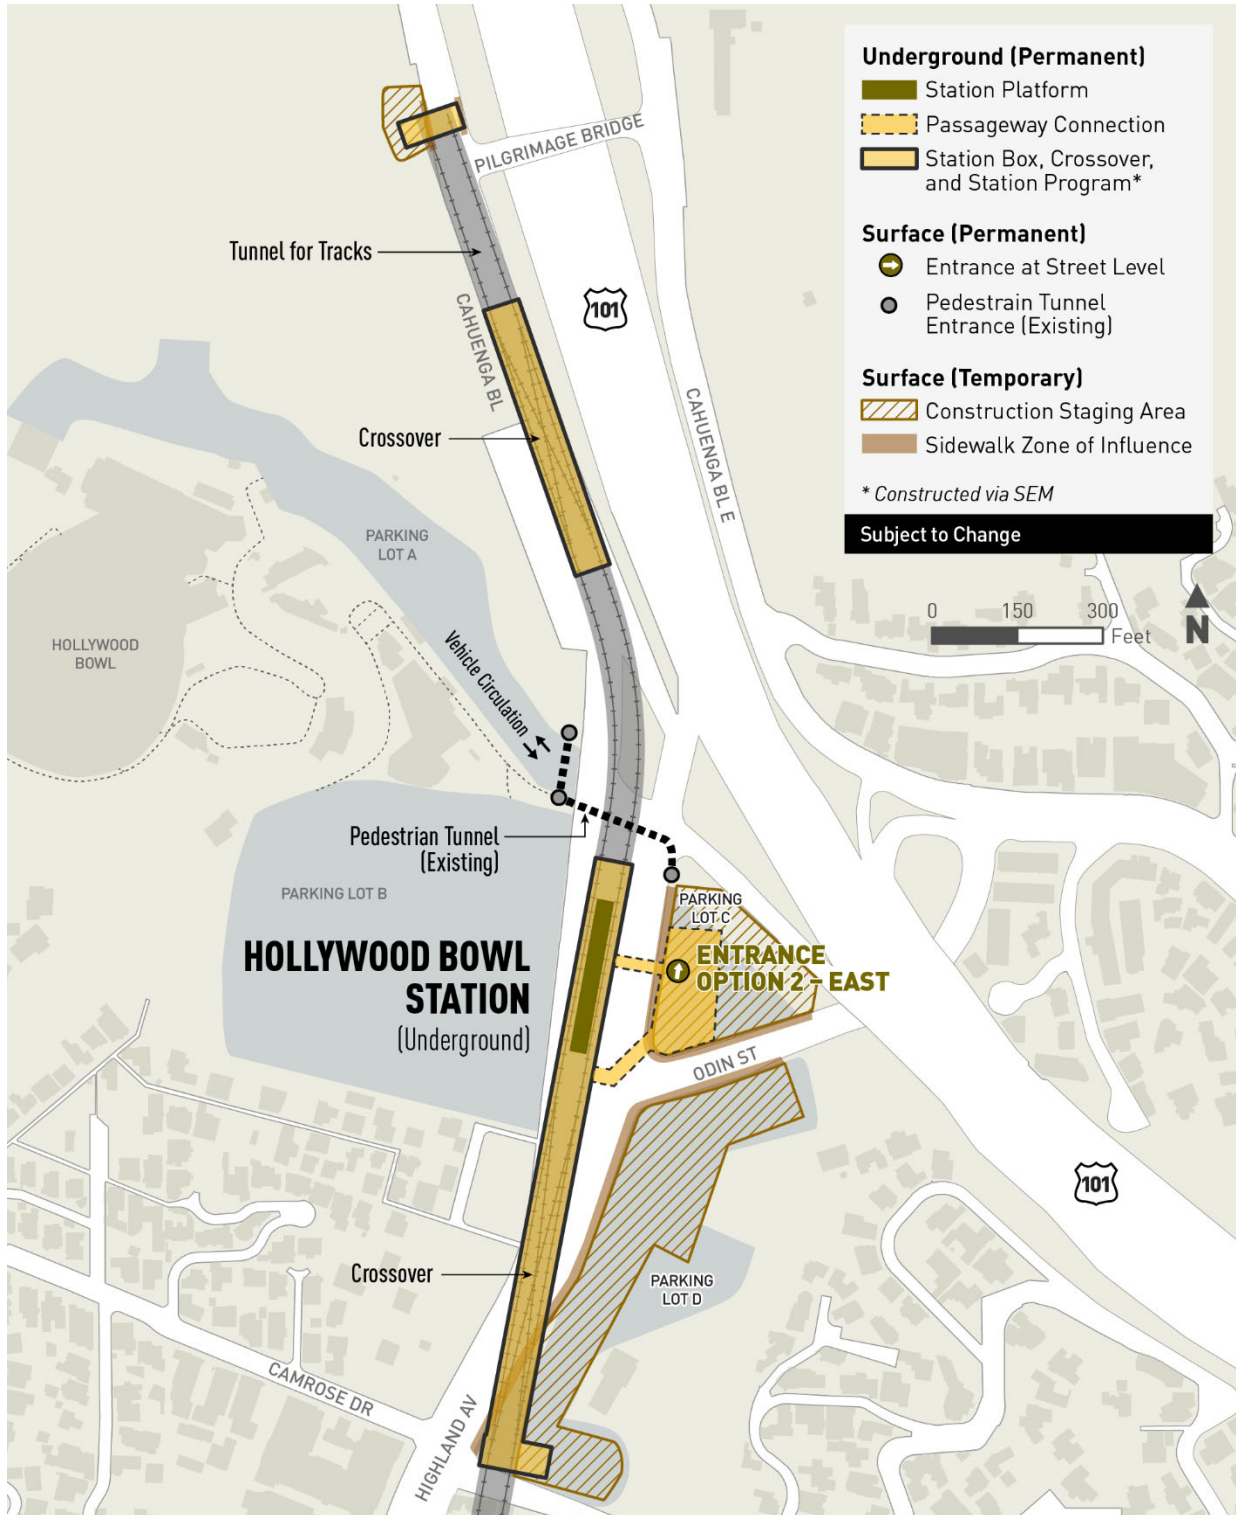 Underground (Permanent)
Station Platform
Passageway Connection
Station Box, Crossover,
and Station Program*
Surface (Permanent)
Entrance at Street Level
Pedestrain Tunnel
Entrance (Existing)
Surface (Temporary)
Construction Staging Area
Sidewalk Zone of Influence
* Constructed via SEM
Subject to Change
0 150 300
Feet
N
PILGRIMAGE BRIDGE
Tunnel for Tracks
101
CAHUENGA BL
CAHUENGA BL E
Crossover
PARKING
LOT A
HOLLYWOOD
BOWL
Vehicle Circulation
Pedestrian Tunnel
(Existing)
PARKING LOT B
PARKING
LOT C
HOLLYWOOD BOWL
STATION
(Underground)
ENTRANCE
OPTION 2 – EAST
ODIN ST
101
Crossover
PARKING
LOT D
CAMROSE DR
HIGHLAND AV